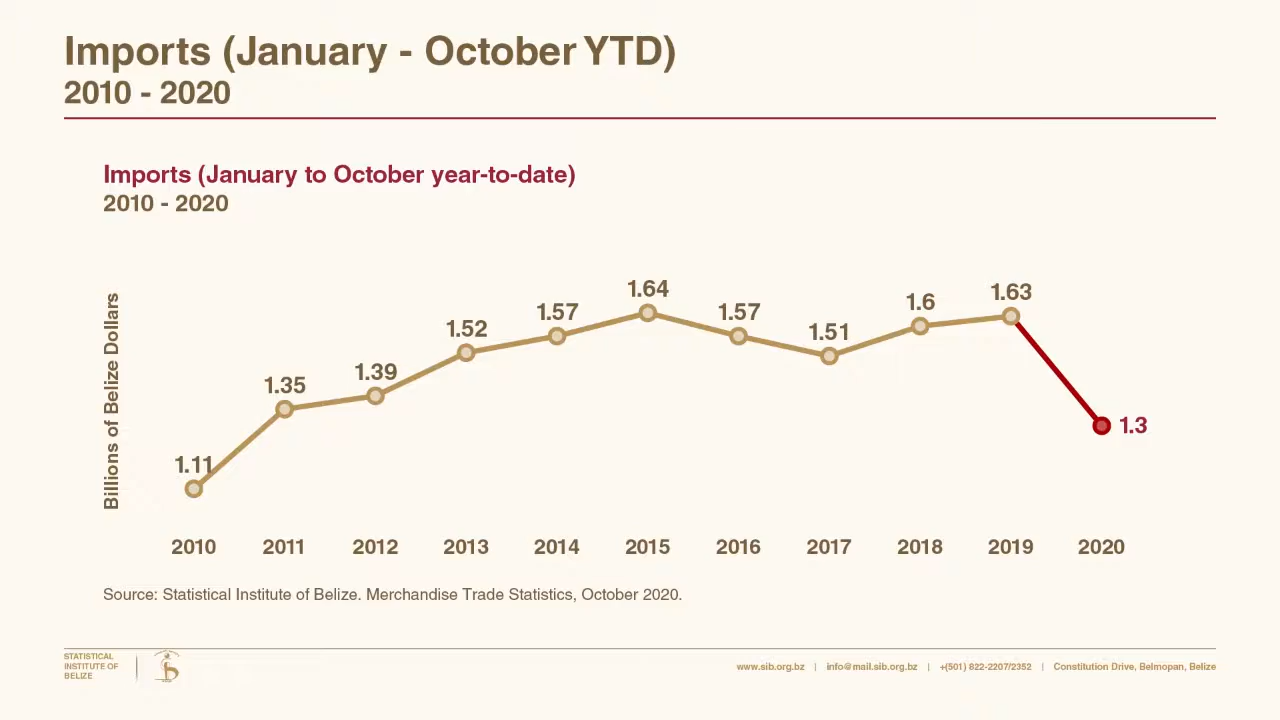 Imports (January - October YTD)
2010 - 2020
Imports (January to October year-to-date)
2010 - 2020
Billions of Belize Dollars
1.11
1.35
1.39
1.52
1.57
1.64
1.57
1.51
1.6
1.63
1.3
2010 2011 2012 2013 2014 2015 2016 2017 2018 2019 2020
Source: Statistical Institute of Belize. Merchandise Trade Statistics, October 2020.
STATISTICAL
INSTITUTE OF
BELIZE
www.sib.org.bz | info@mail.sib.org.bz | +(501) 822-2207/2352 | Constitution Drive, Belmopan, Belize